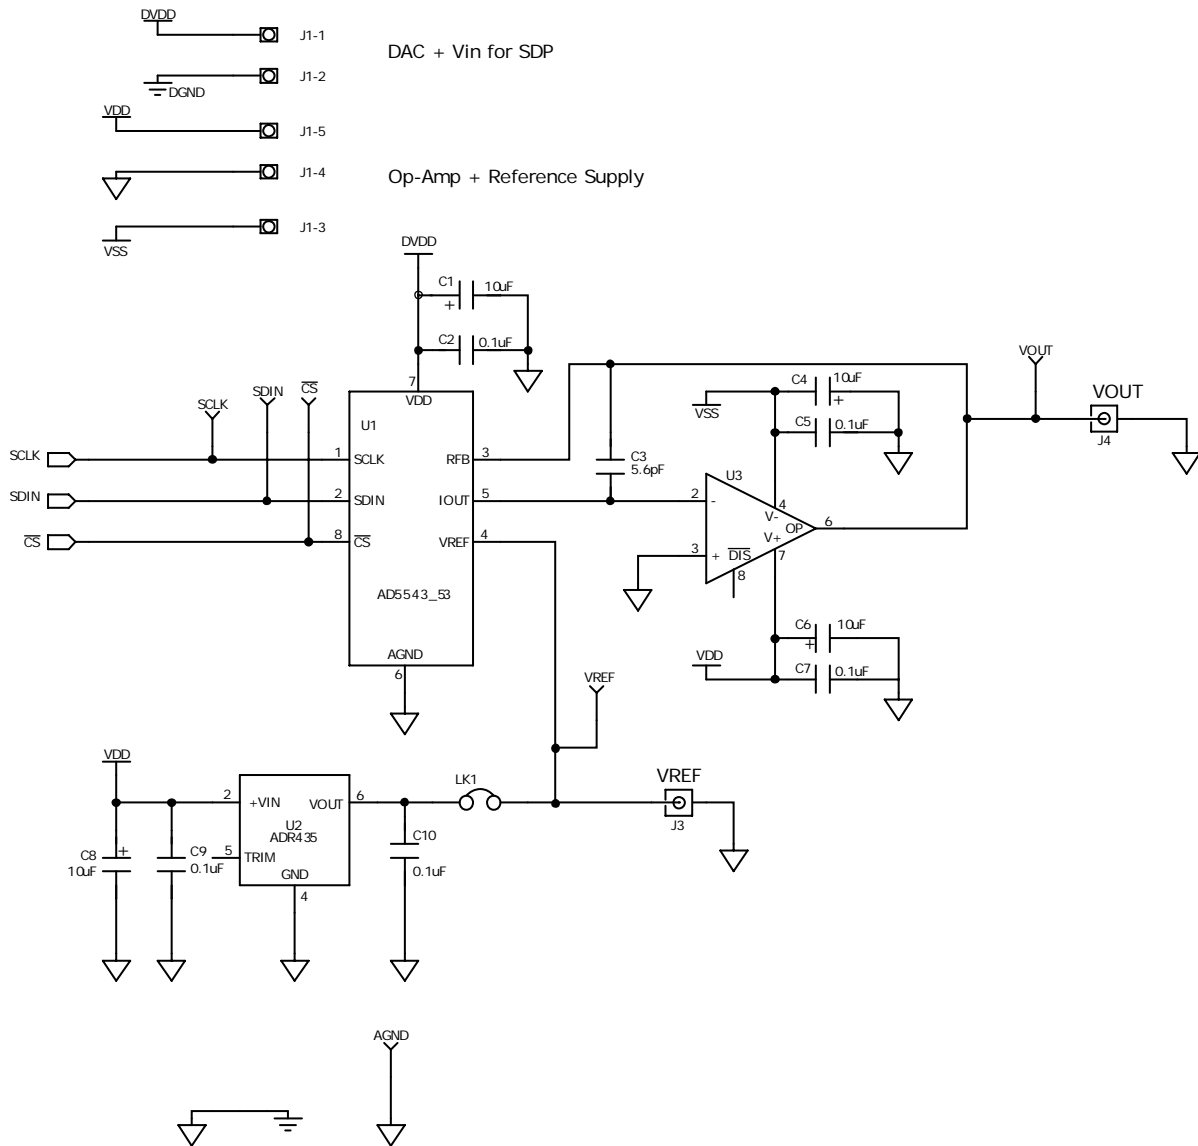 DVDD
J1-1
DAC + Vin for SDP
J1-2
DGND
VDD
J1-5
J1-4
Op-Amp + Reference Supply
J1-3
VSS
DVDD
C1
10uF
+
C2
0.1uF
7
VDD
U1
SCLK
SDIN
CS
SCLK
1
SCLK
RFB
3
SDIN
2
SDIN
IOUT
5
CS
8
CS
VREF
4
AD5543_53
AGND
6
C3
5.6pF
VSS
C4
10uF
+
C5
0.1uF
U3
2
-
4
V-
OP
6
V+
7
3
+
DIS
8
C6
10uF
+
VDD
C7
0.1uF
VOUT
VOUT
J4
VREF
VDD
2
+VIN
VOUT
6
LK1
VREF
J3
U2
ADR435
C8
10uF
+
C9
0.1uF
5
TRIM
GND
4
C10
0.1uF
AGND